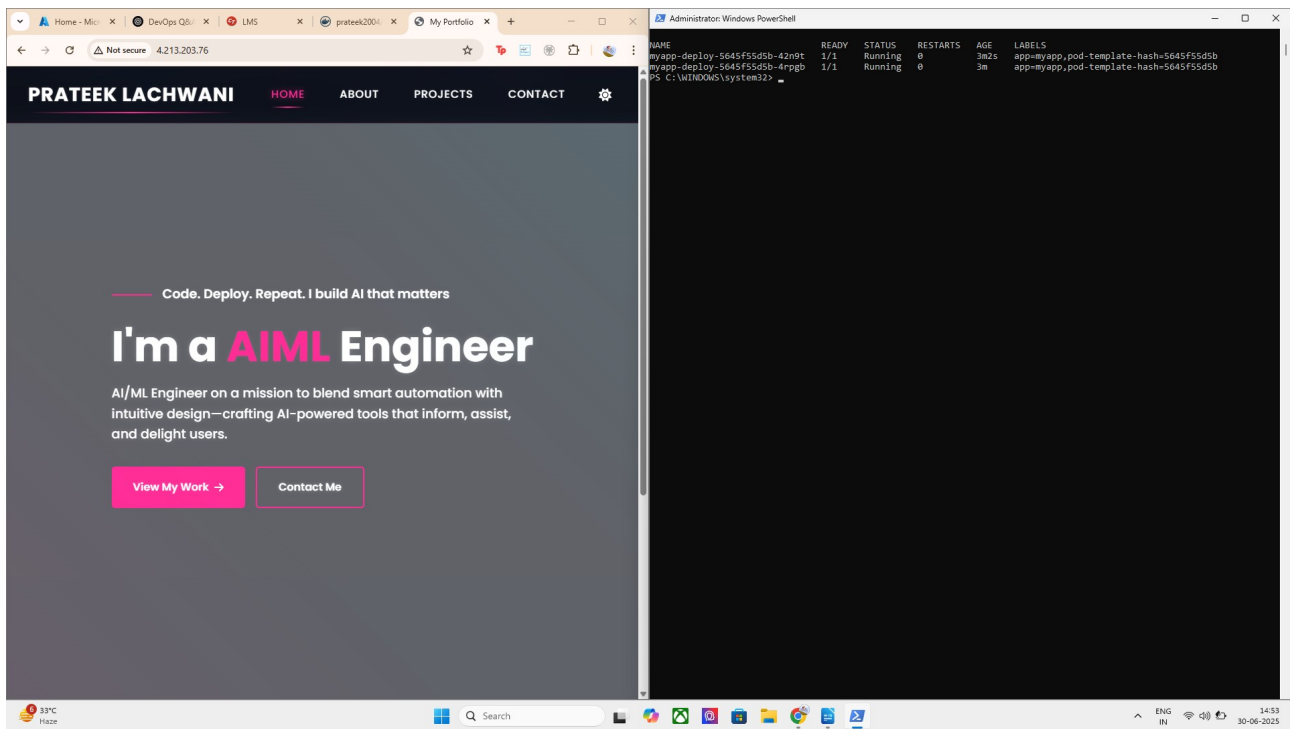 Home - Micr
DevOps Q&
LMS
prateek2004
My Portfolio
Not secure
4.213.203.76
PRATEEK LACHWANI
HOME
ABOUT
PROJECTS
CONTACT
Code. Deploy. Repeat. I build AI that matters
I'm a AIML Engineer
AI/ML Engineer on a mission to blend smart automation with
intuitive design—crafting AI-powered tools that inform, assist,
and delight users.
View My Work →
Contact Me
Administrator: Windows PowerShell
NAME READY STATUS RESTARTS AGE LABELS
myapp-deploy-5645f55d5b-42n9t 1/1 Running 0 3m2s app=myapp,pod-template-hash=5645f55d5b
myapp-deploy-5645f55d5b-4rpgb 1/1 Running 0 3m app=myapp,pod-template-hash=5645f55d5b
PS C:\WINDOWS\system32>
6
33°C
Haze
Search
ENG
IN
14:53
30-06-2025